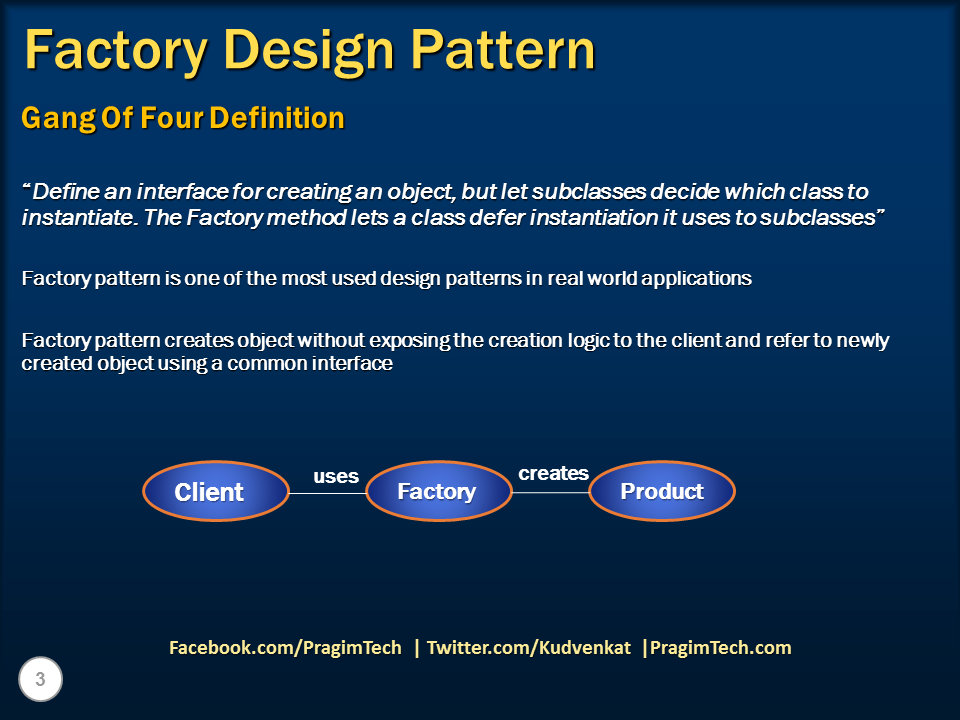 Factory Design Pattern
Gang Of Four Definition
“Define an interface for creating an object, but let subclasses decide which class to
instantiate. The Factory method lets a class defer instantiation it uses to subclasses”
Factory pattern is one of the most used design patterns in real world applications
Factory pattern creates object without exposing the creation logic to the client and refer to newly
created object using a common interface
Client uses Factory creates Product
Facebook.com/PragimTech | Twitter.com/Kudvenkat |PragimTech.com
3